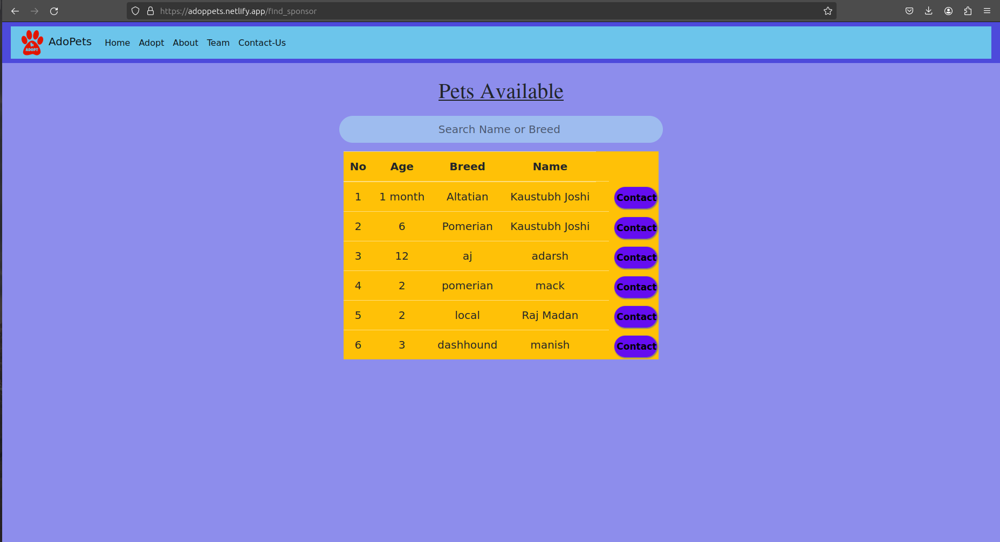 https://adoppets.netlify.app/find_sponsor
ADOPT
AdoPets Home Adopt About Team Contact-Us
Pets Available
Search Name or Breed
No Age Breed Name
1 1 month Altatian Kaustubh Joshi Contact
2 6 Pomerian Kaustubh Joshi Contact
3 12 aj adarsh Contact
4 2 pomerian mack Contact
5 2 local Raj Madan Contact
6 3 dashhound manish Contact